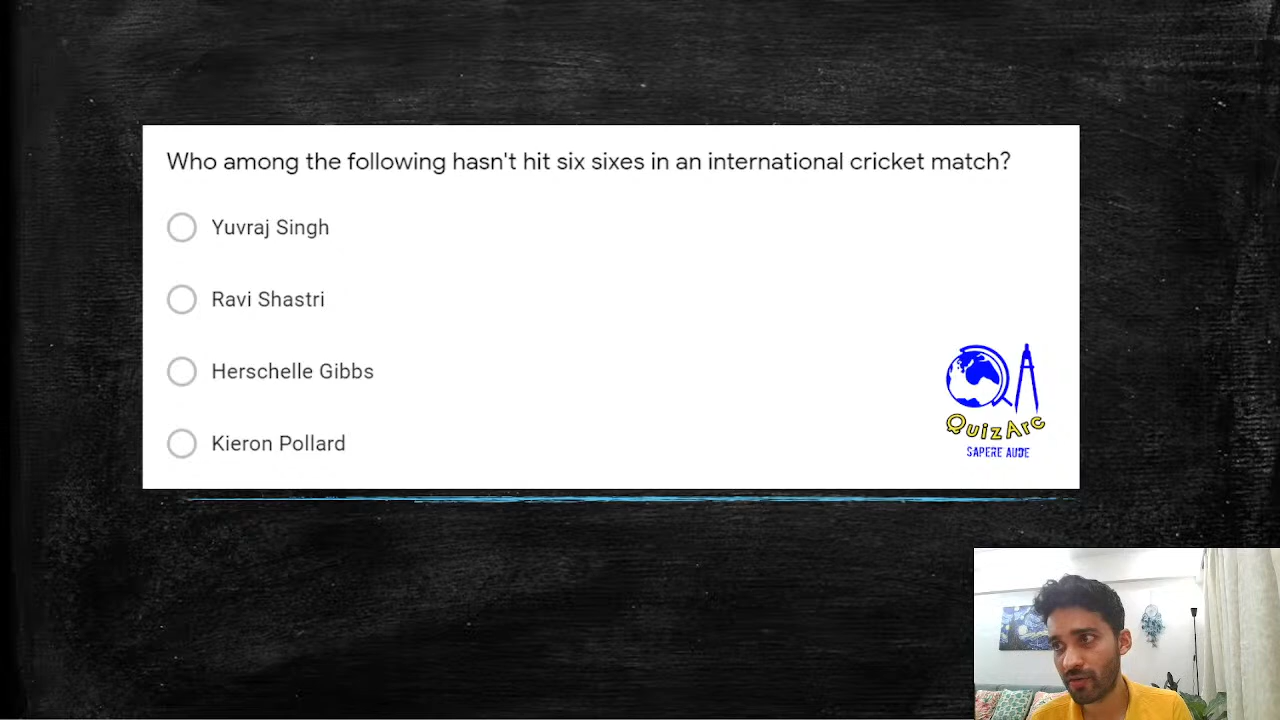 Who among the following hasn't hit six sixes in an international cricket match?
Yuvraj Singh
Ravi Shastri
Herschelle Gibbs
Kieron Pollard
QA
QuizArc
SAPERE AUDE